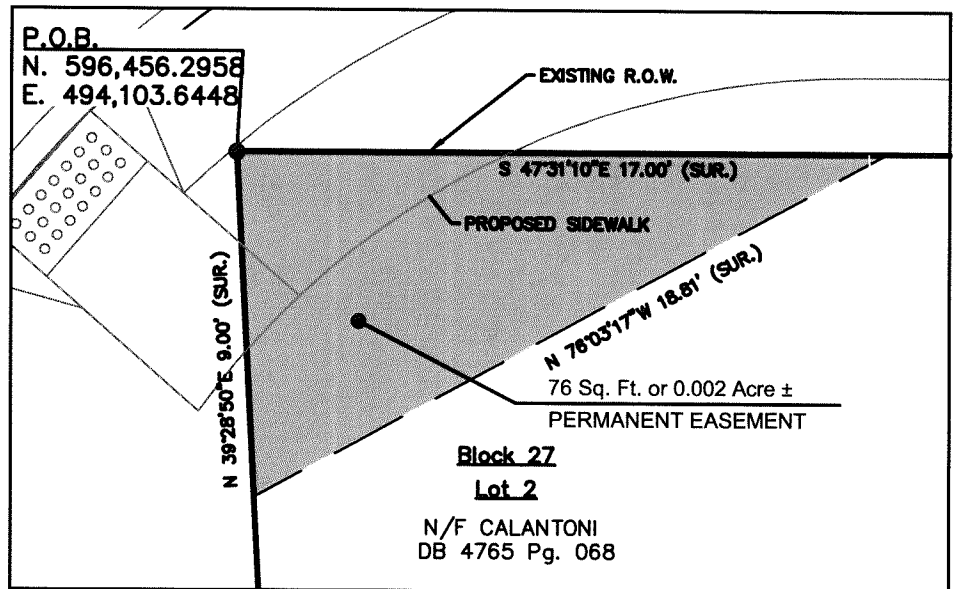 P.O.B.
N. 596,456.2958
E. 494,103.6448
EXISTING R.O.W.
S 47°31'10"E 17.00' (SUR.)
PROPOSED SIDEWALK
N 39°28'50"E 9.00' (SUR.)
N 76°03'17"W 18.81' (SUR.)
76 Sq. Ft. or 0.002 Acre ±
PERMANENT EASEMENT
Block 27
Lot 2
N/F CALANTONI
DB 4765 Pg. 068